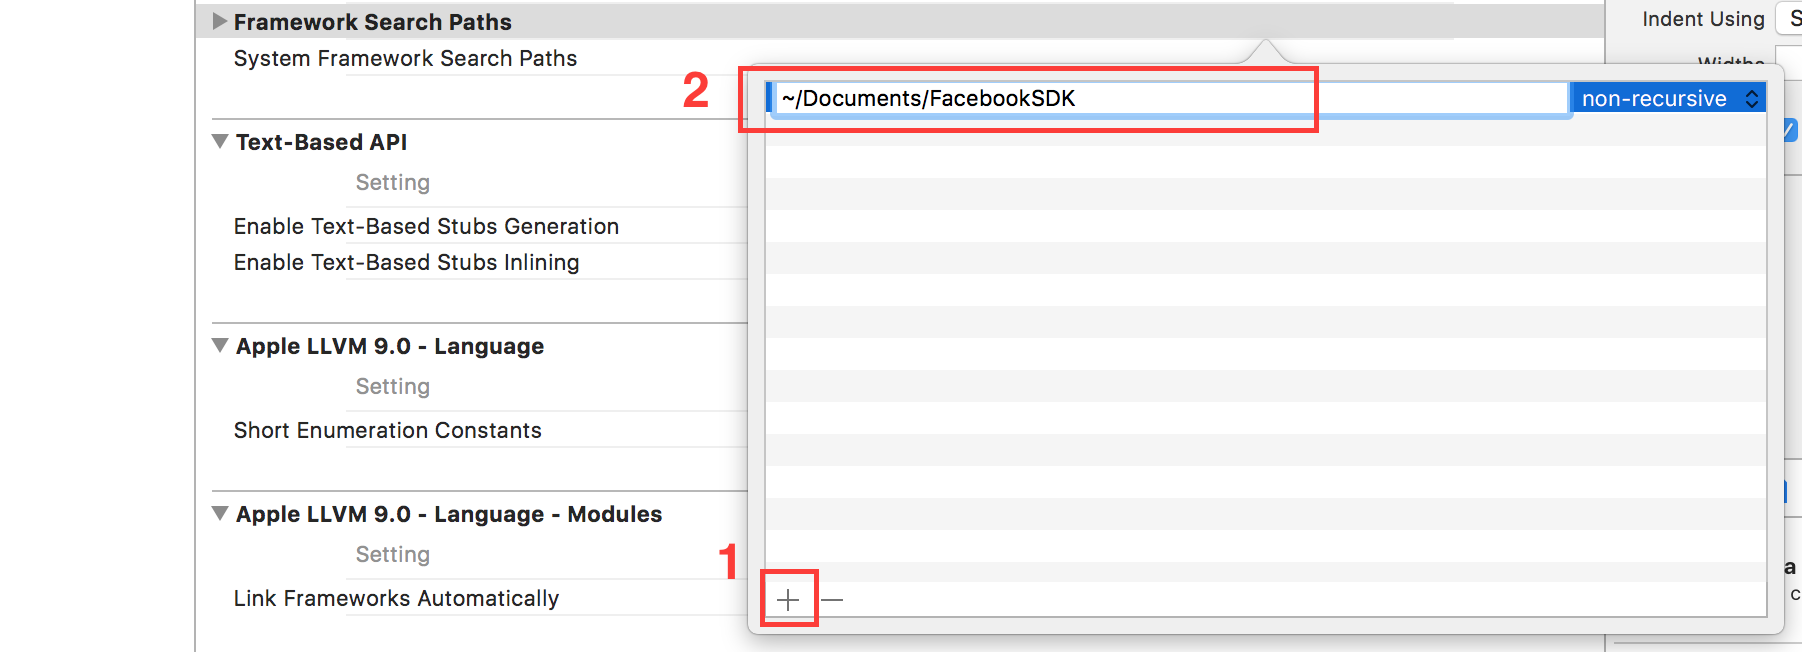 Framework Search Paths
System Framework Search Paths
Indent Using
S
Widths
2
~/Documents/FacebookSDK
non-recursive
Text-Based API
Setting
Enable Text-Based Stubs Generation
Enable Text-Based Stubs Inlining
Apple LLVM 9.0 - Language
Setting
Short Enumeration Constants
Apple LLVM 9.0 - Language - Modules
Setting
1
Link Frameworks Automatically
a
c